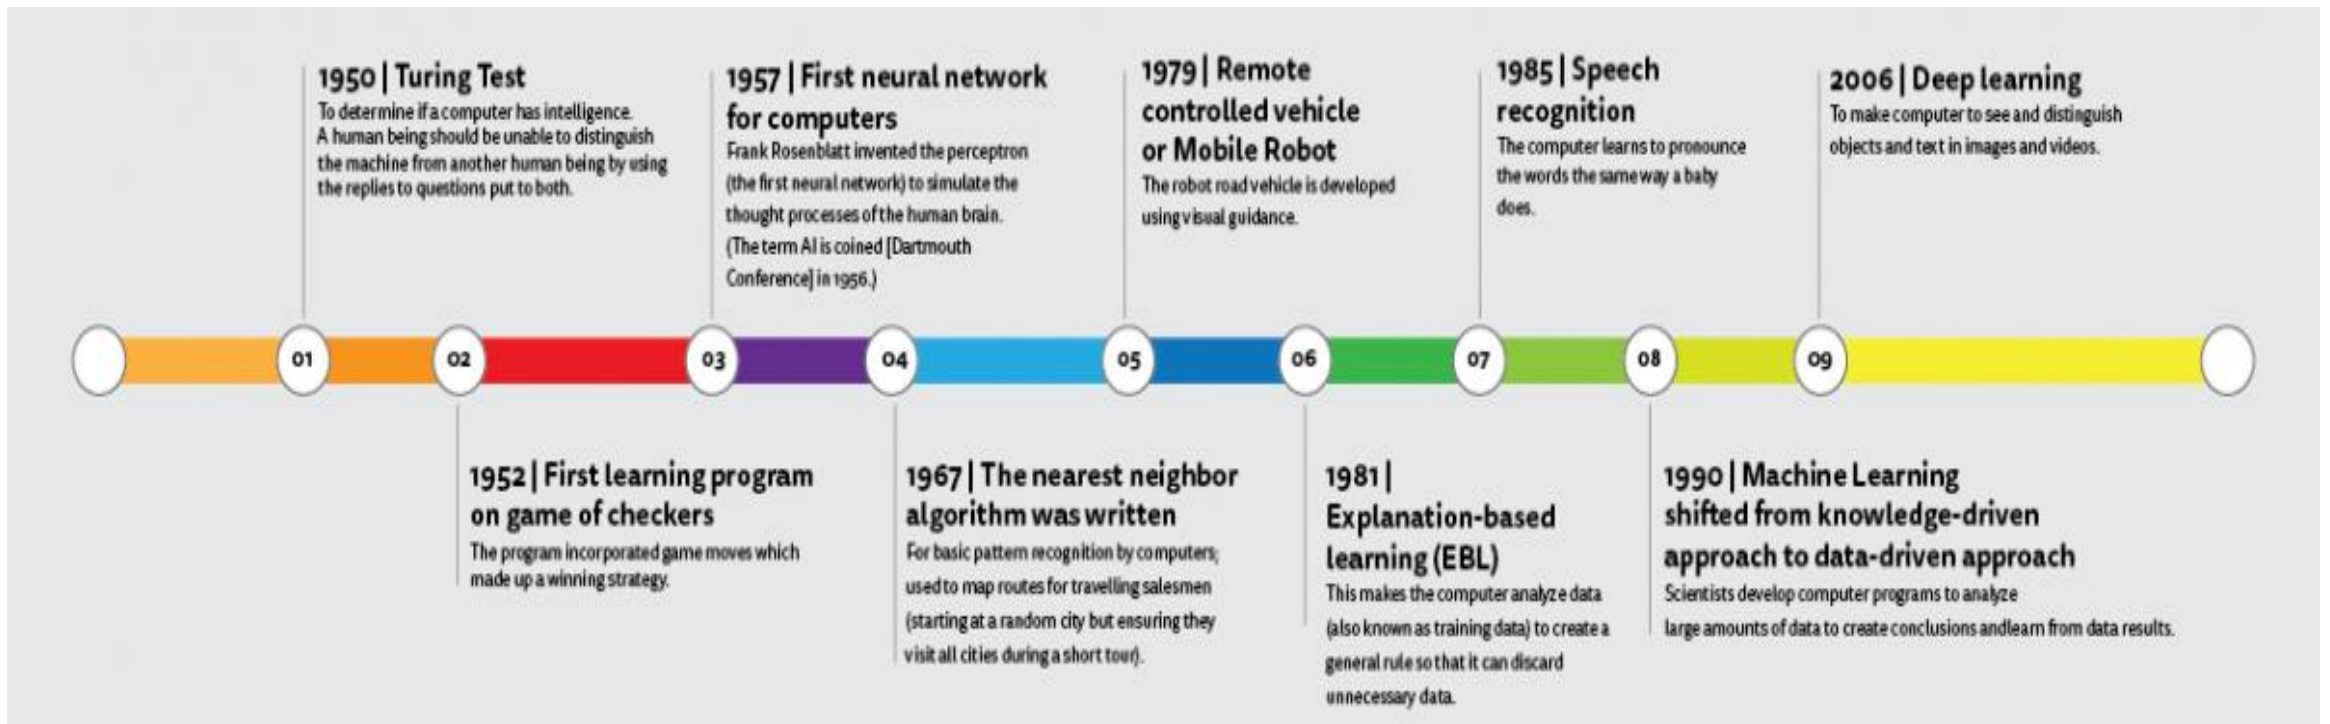 1950 | Turing Test
To determine if a computer has intelligence.
A human being should be unable to distinguish
the machine from another human being by using
the replies to questions put to both.
1957 | First neural network
for computers
Frank Rosenblatt invented the perceptron
(the first neural network) to simulate the
thought processes of the human brain.
(The term AI is coined [Dartmouth
Conference] in 1956.)
1979 | Remote
controlled vehicle
or Mobile Robot
The robot road vehicle is developed
using visual guidance.
1985 | Speech
recognition
The computer learns to pronounce
the words the same way a baby
does.
2006 | Deep learning
To make computer to see and distinguish
objects and text in images and videos.
01
02
03
04
05
06
07
08
09
1952 | First learning program
on game of checkers
The program incorporated game moves which
made up a winning strategy.
1967 | The nearest neighbor
algorithm was written
For basic pattern recognition by computers;
used to map routes for travelling salesmen
(starting at a random city but ensuring they
visit all cities during a short tour).
1981 |
Explanation-based
learning (EBL)
This makes the computer analyze data
(also known as training data) to create a
general rule so that it can discard
unnecessary data.
1990 | Machine Learning
shifted from knowledge-driven
approach to data-driven approach
Scientists develop computer programs to analyze
large amounts of data to create conclusions andlearn from data results.